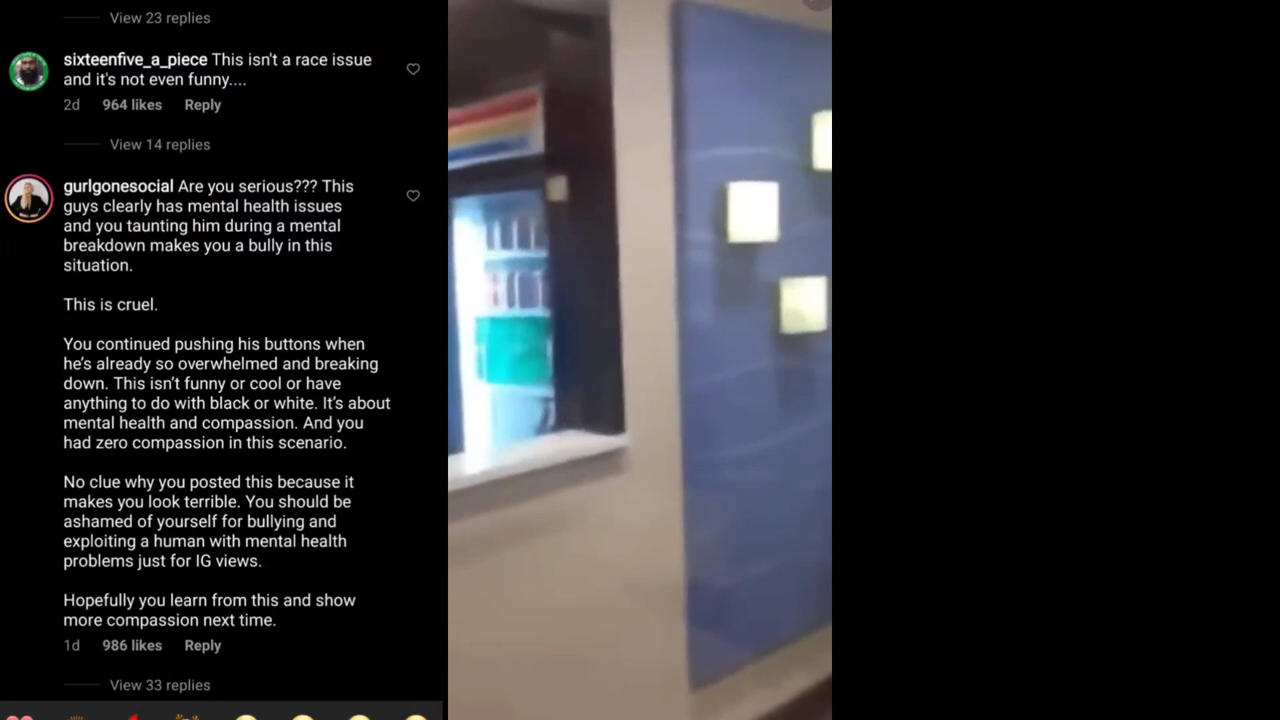 View 23 replies
sixteenfive_a_piece This isn't a race issue
and it's not even funny....
2d 964 likes Reply
View 14 replies
gurlgonesocial Are you serious??? This
guys clearly has mental health issues
and you taunting him during a mental
breakdown makes you a bully in this
situation.
This is cruel.
You continued pushing his buttons when
he’s already so overwhelmed and breaking
down. This isn’t funny or cool or have
anything to do with black or white. It’s about
mental health and compassion. And you
had zero compassion in this scenario.
No clue why you posted this because it
makes you look terrible. You should be
ashamed of yourself for bullying and
exploiting a human with mental health
problems just for IG views.
Hopefully you learn from this and show
more compassion next time.
1d 986 likes Reply
View 33 replies